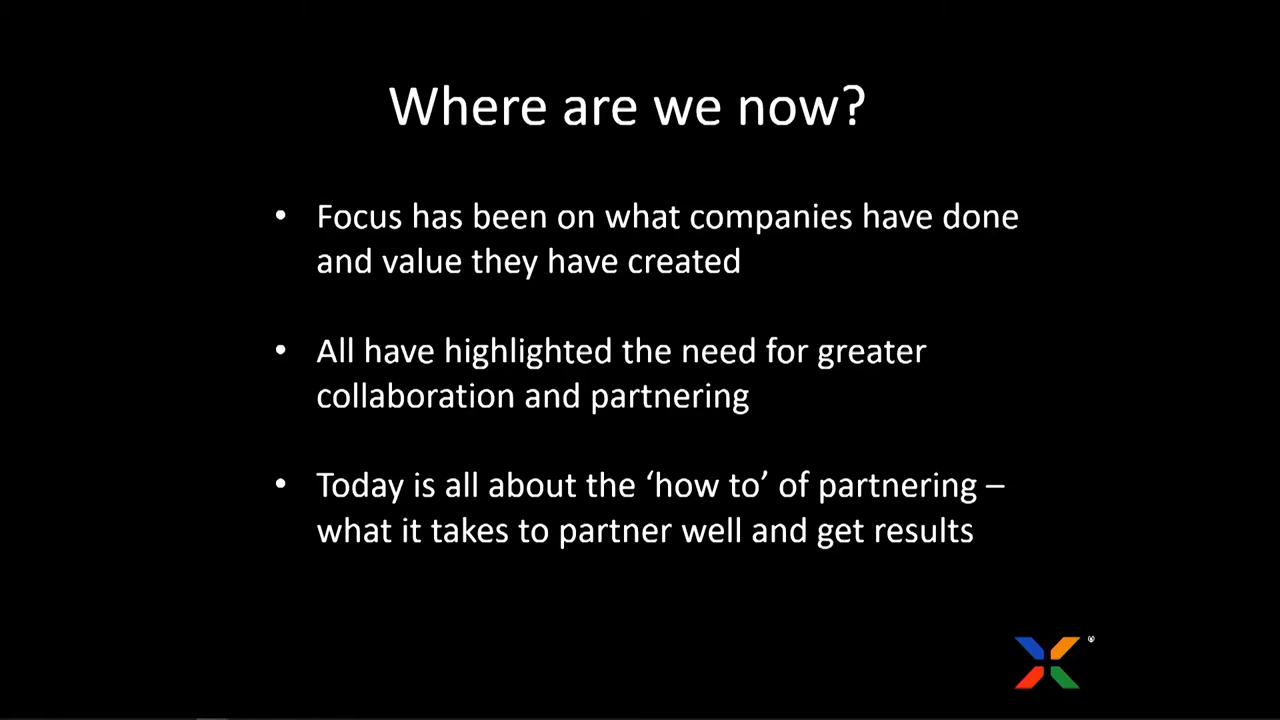 Where are we now?
• Focus has been on what companies have done
and value they have created
• All have highlighted the need for greater
collaboration and partnering
• Today is all about the ‘how to’ of partnering –
what it takes to partner well and get results